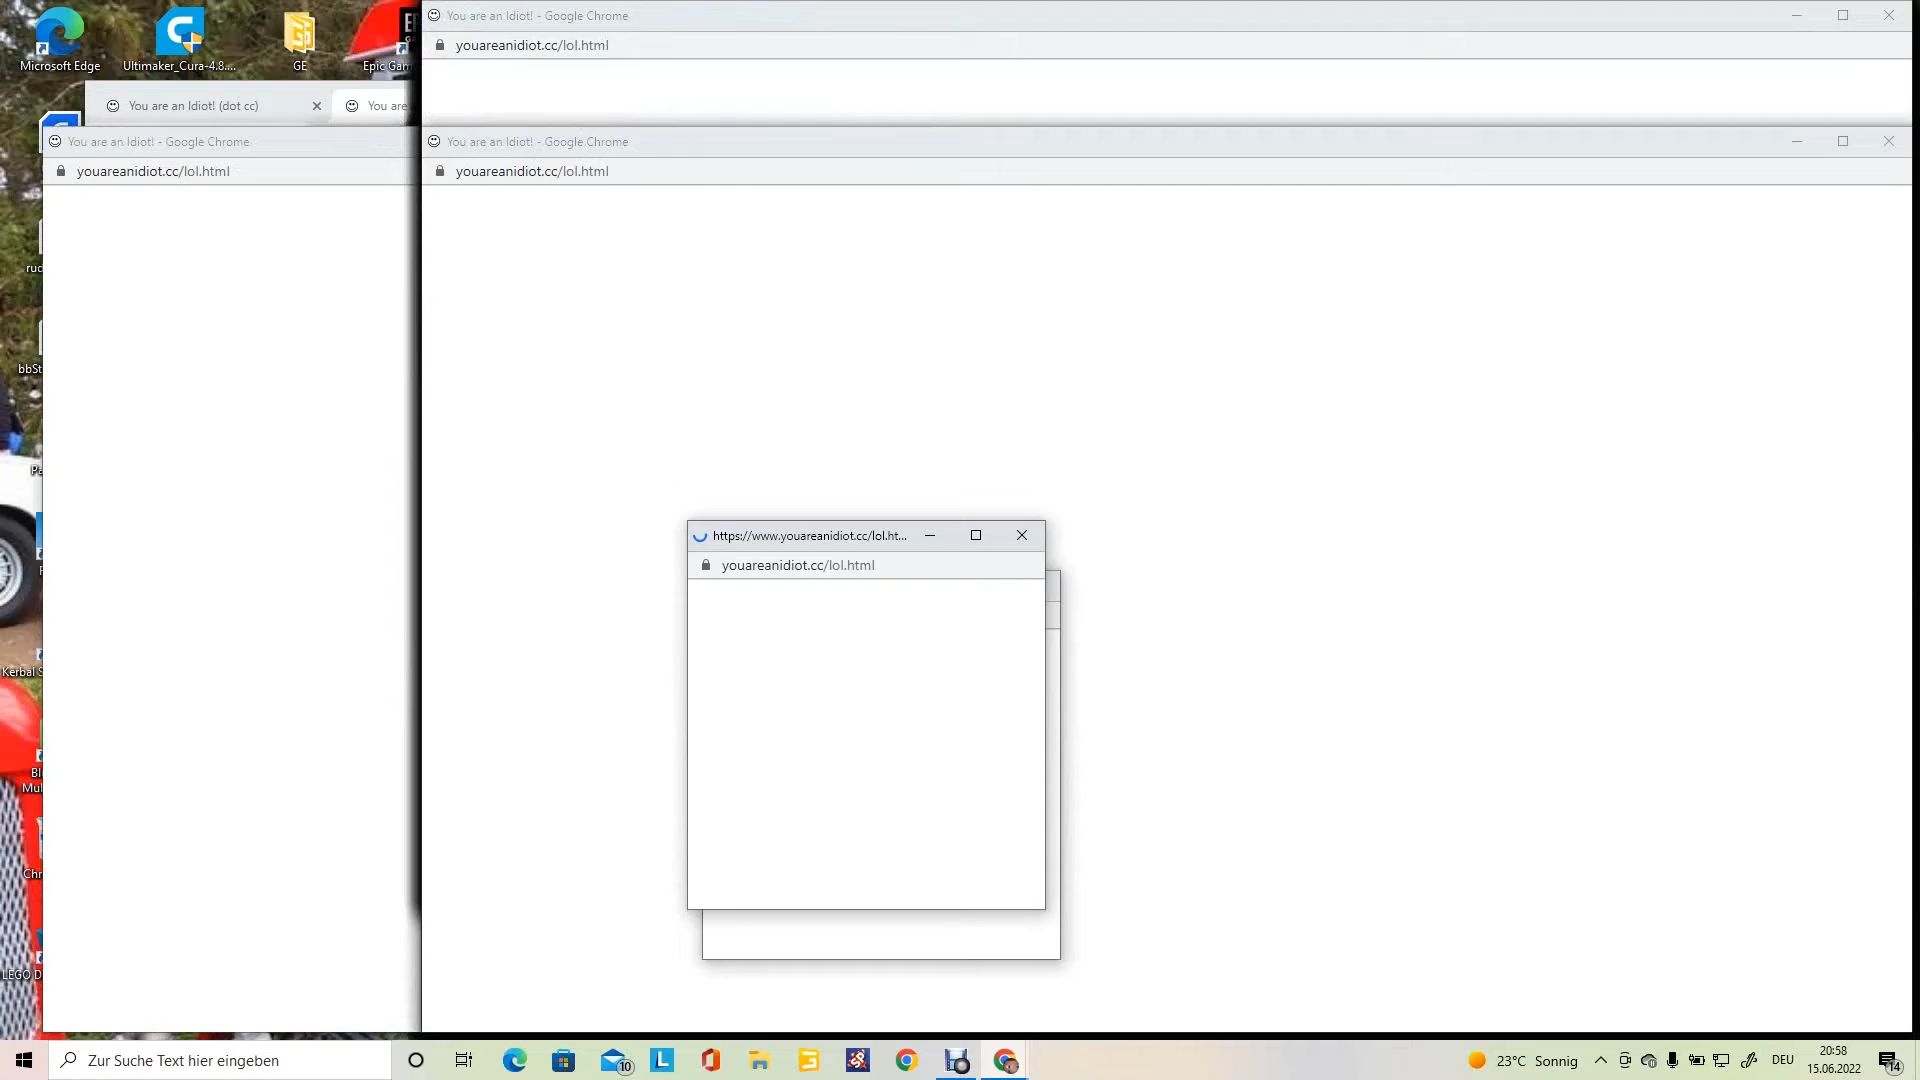 You are an Idiot! - Google Chrome
youareanidiot.cc/lol.html
Microsoft Edge
Ultimaker_Cura-4.8....
GE
Epic Gam
You are an Idiot! (dot cc)
You are
You are an Idiot! - Google Chrome
youareanidiot.cc/lol.html
You are an Idiot! - Google Chrome
youareanidiot.cc/lol.html
rud
bbSt
Pa
https://www.youareanidiot.cc/lol.ht...
youareanidiot.cc/lol.html
Kerbal S
Bl
Mul
Chr
LEGO D
Zur Suche Text hier eingeben
10
23°C Sonnig
DEU
20:58
15.06.2022
14